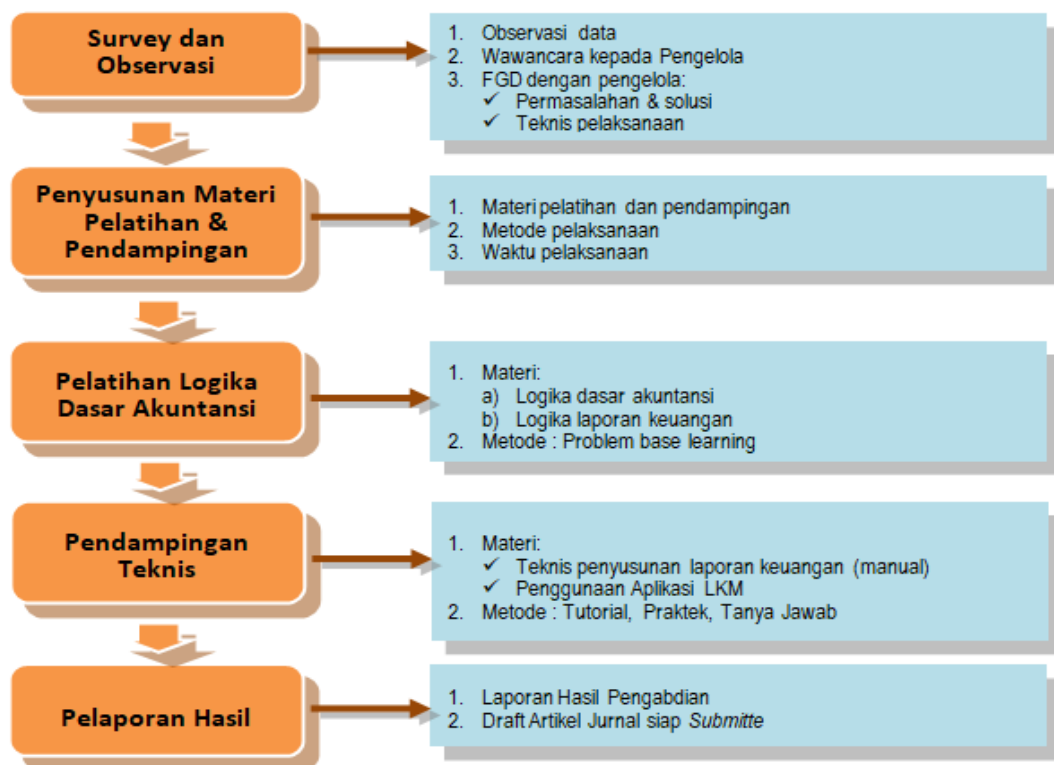 Survey dan
Observasi
1. Observasi data
2. Wawancara kepada Pengelola
3. FGD dengan pengelola:
✓ Permasalahan & solusi
✓ Teknis pelaksanaan
Penyusunan Materi
Pelatihan &
Pendampingan
1. Materi pelatihan dan pendampingan
2. Metode pelaksanaan
3. Waktu pelaksanaan
Pelatihan Logika
Dasar Akuntansi
1. Materi:
a) Logika dasar akuntansi
b) Logika laporan keuangan
2. Metode : Problem base learning
Pendampingan
Teknis
1. Materi:
✓ Teknis penyusunan laporan keuangan (manual)
✓ Penggunaan Aplikasi LKM
2. Metode : Tutorial, Praktek, Tanya Jawab
Pelaporan Hasil
1. Laporan Hasil Pengabdian
2. Draft Artikel Jurnal siap Submitte